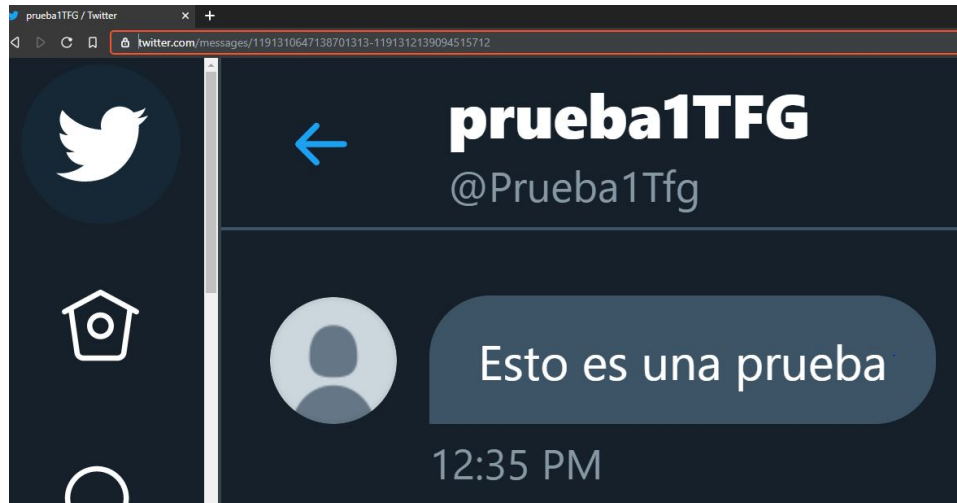 prueba1TFG / Twitter
twitter.com/messages/1191310647138701313-1191312139094515712
prueba1TFG
@Prueba1Tfg
Esto es una prueba
12:35 PM